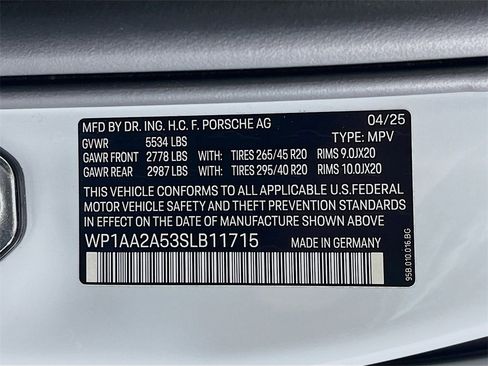 MFD BY DR. ING. H.C. F. PORSCHE AG 04/25
GVWR 5534 LBS TYPE: MPV
GAWR FRONT 2778 LBS WITH: TIRES 265/45 R20 RIMS 9.0JX20
GAWR REAR 2987 LBS WITH: TIRES 295/40 R20 RIMS 10.0JX20
THIS VEHICLE CONFORMS TO ALL APPLICABLE U.S.FEDERAL
MOTOR VEHICLE SAFETY AND THEFT PREVENTION STANDARDS
IN EFFECT ON THE DATE OF MANUFACTURE SHOWN ABOVE.
WP1AA2A53SLB11715 MADE IN GERMANY
95B.010.016 BG